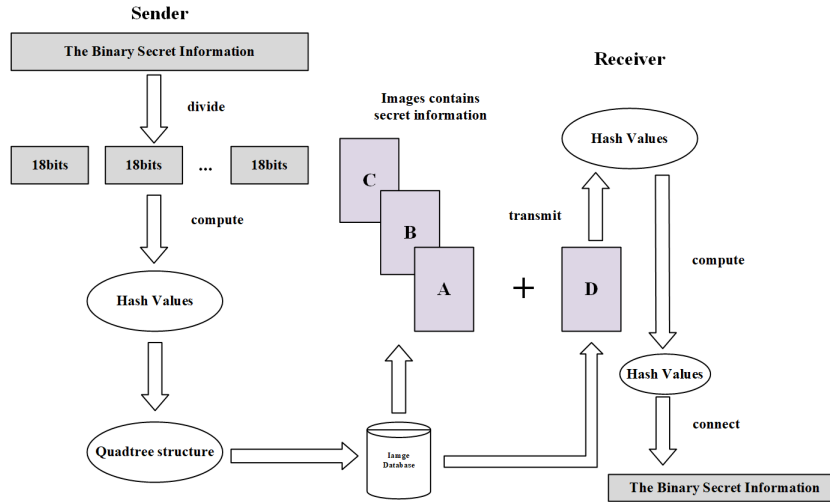 Sender
The Binary Secret Information
divide
18bits
18bits
...
18bits
compute
Hash Values
Quadtree structure
Iamge
Database
Images contains
secret information
C
B
A
+
D
transmit
Receiver
Hash Values
compute
Hash Values
connect
The Binary Secret Information